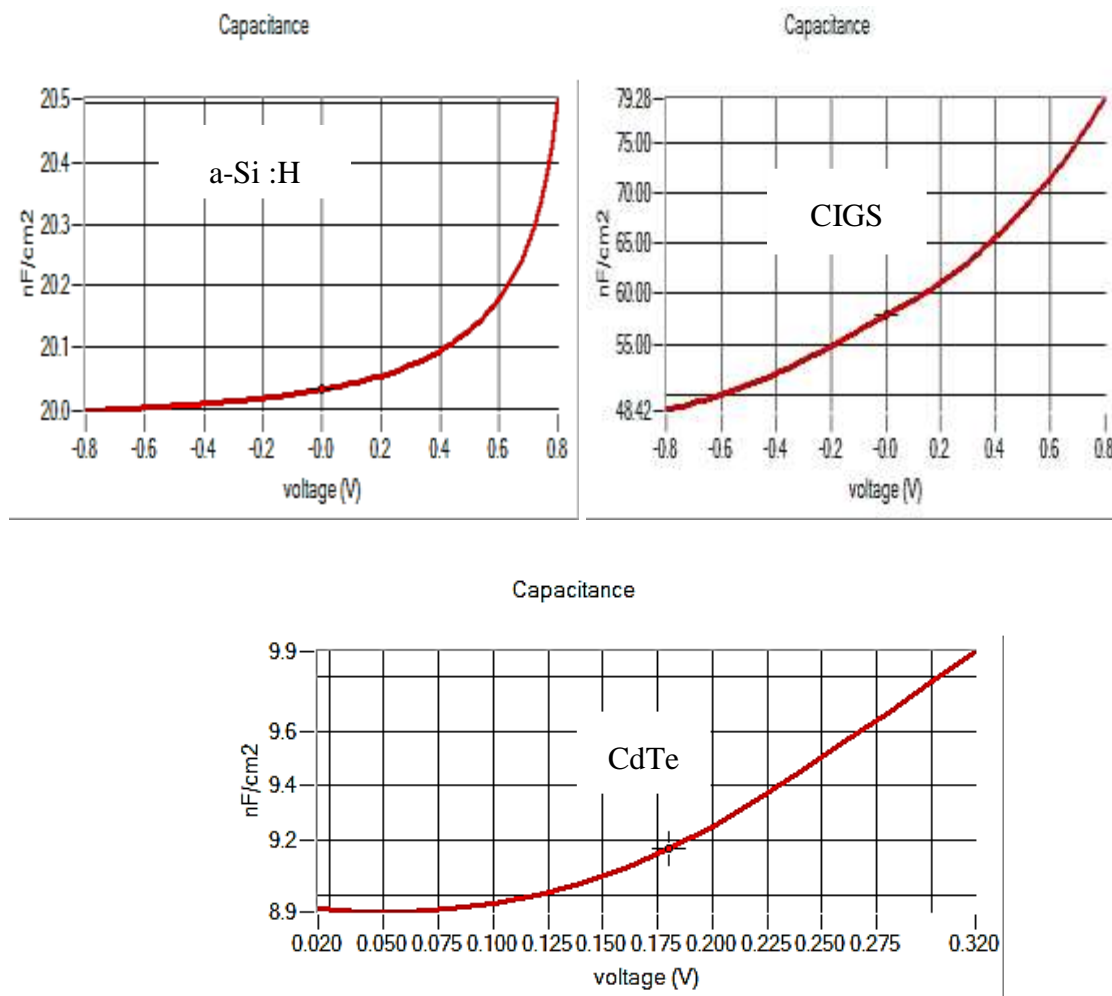 Capacitance
20.5
20.4
20.3
20.2
20.1
20.0
nF/cm2
a-Si :H
-0.8 -0.6 -0.4 -0.2 -0.0 0.2 0.4 0.6 0.8
voltage (V)
Capacitance
79.28
75.00
70.00
65.00
60.00
55.00
48.42
nF/cm2
CIGS
-0.8 -0.6 -0.4 -0.2 -0.0 0.2 0.4 0.6 0.8
voltage (V)
Capacitance
9.9
9.6
9.4
9.2
8.9
nF/cm2
CdTe
0.020 0.050 0.075 0.100 0.125 0.150 0.175 0.200 0.225 0.250 0.275 0.320
voltage (V)